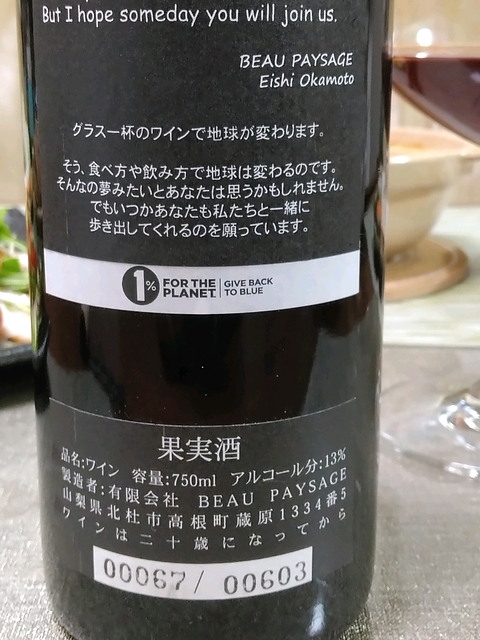 But I hope someday you will join us.
BEAU PAYSAGE
Eishi Okamoto
グラス一杯のワインで地球が変わります。
そう、食べ方や飲み方で地球は変わるのです。
そんなの夢みたいとあなたは思うかもしれません。
でもいつかあなたも私たちと一緒に
歩き出してくれるのを願っています。
1% FOR THE PLANET. GIVE BACK TO BLUE
果実酒
品名:ワイン 容量:750ml アルコール分:13%
製造者:有限会社 BEAU PAYSAGE
山梨県北杜市高根町蔵原1334番5
ワインは二十歳になってから
00067/ 00603